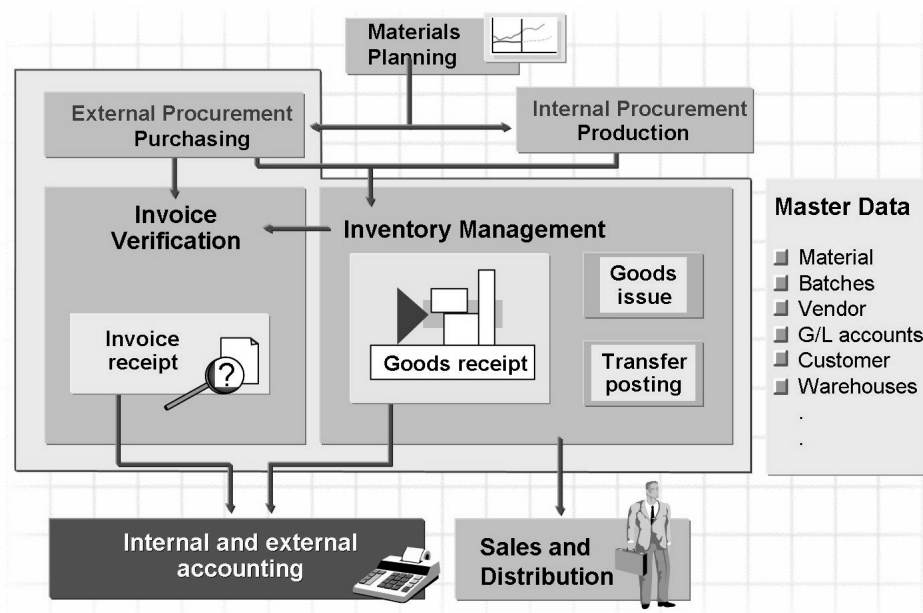 Materials
Planning
External Procurement
Purchasing
Internal Procurement
Production
Invoice
Verification
Inventory Management
Goods
issue
Invoice
receipt
?
Goods receipt
Transfer
posting
Master Data
Material
Batches
Vendor
G/L accounts
Customer
Warehouses
.
.
Internal and external
accounting
Sales and
Distribution